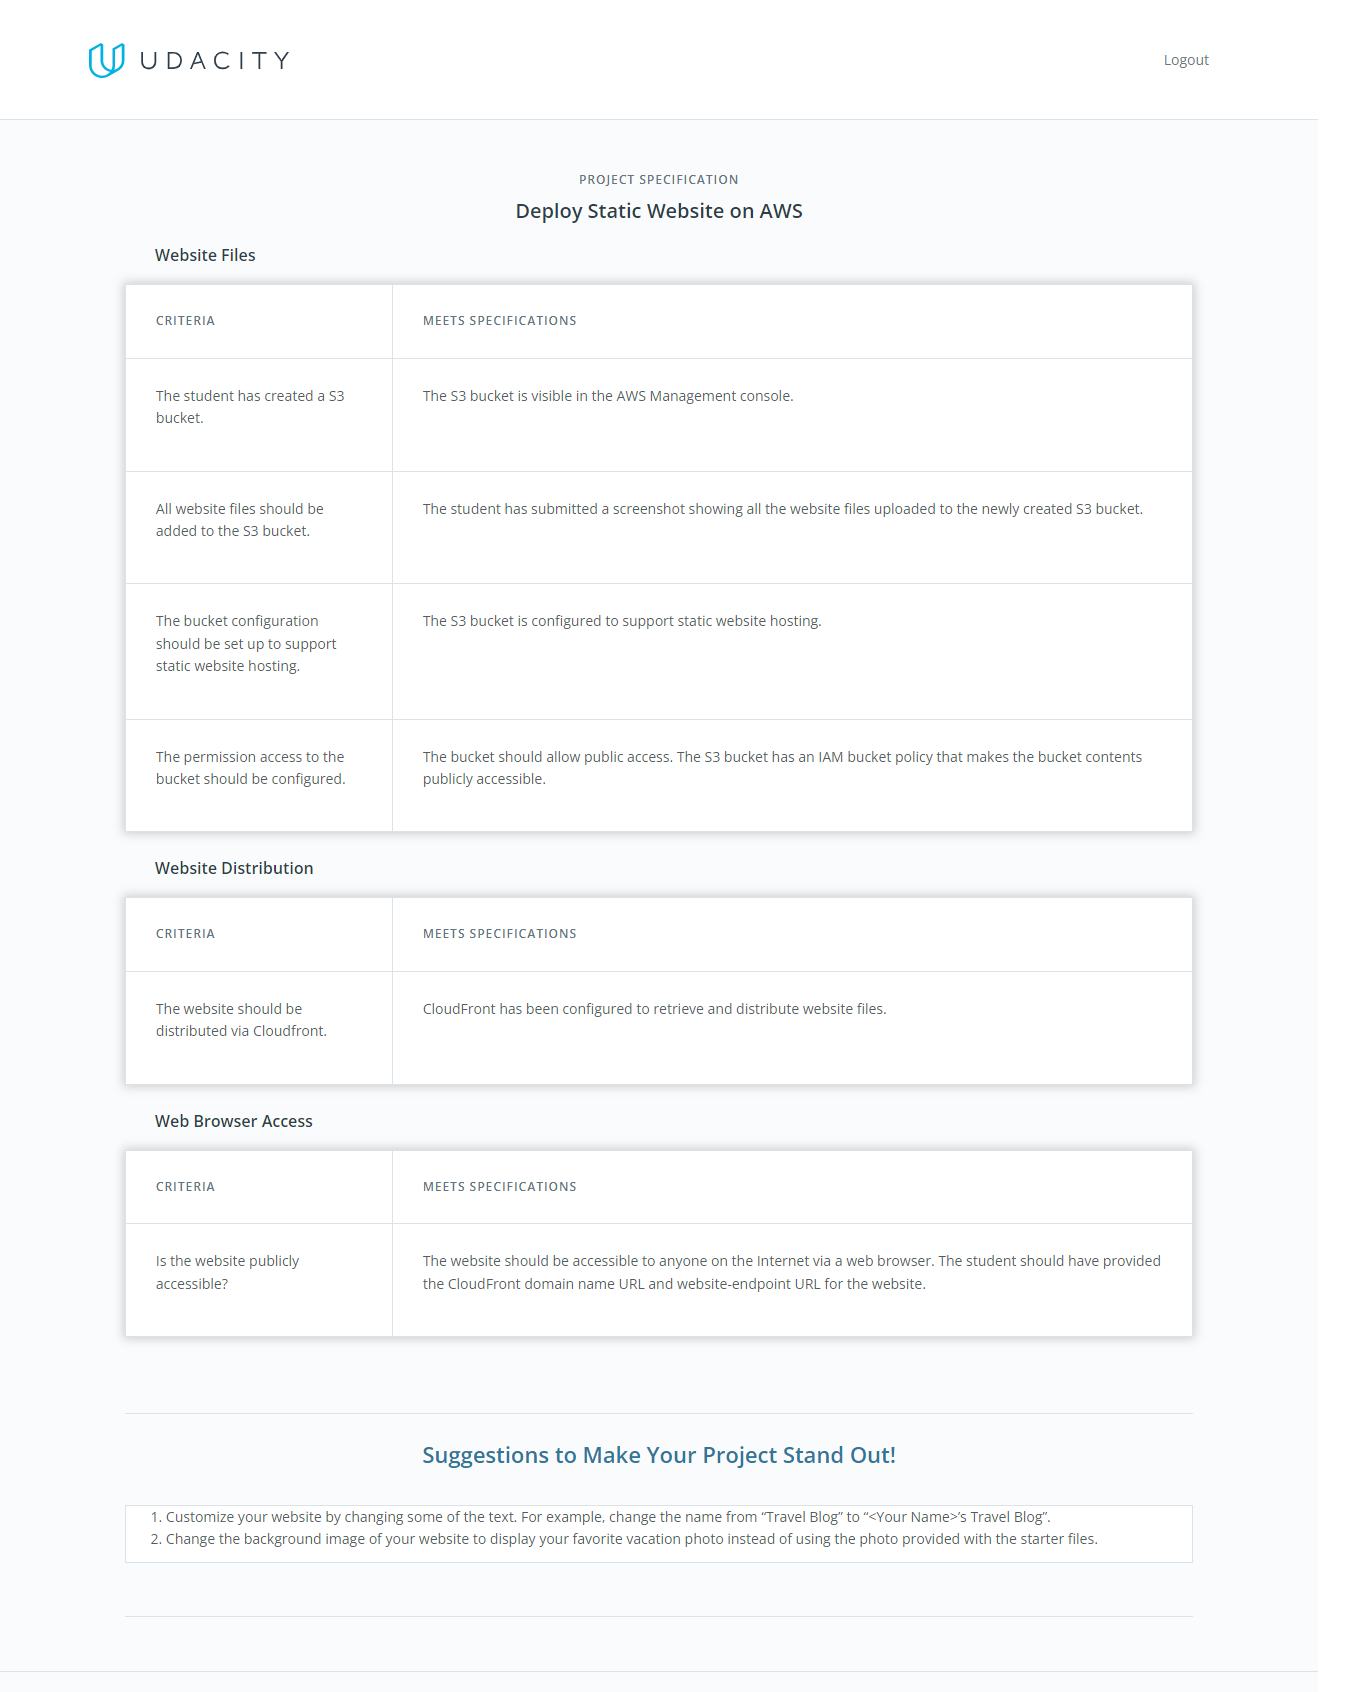 UDACITY
Logout
PROJECT SPECIFICATION
Deploy Static Website on AWS
Website Files
CRITERIA
MEETS SPECIFICATIONS
The student has created a S3
bucket.
The S3 bucket is visible in the AWS Management console.
All website files should be
added to the S3 bucket.
The student has submitted a screenshot showing all the website files uploaded to the newly created S3 bucket.
The bucket configuration
should be set up to support
static website hosting.
The S3 bucket is configured to support static website hosting.
The permission access to the
bucket should be configured.
The bucket should allow public access. The S3 bucket has an IAM bucket policy that makes the bucket contents
publicly accessible.
Website Distribution
CRITERIA
MEETS SPECIFICATIONS
The website should be
distributed via Cloudfront.
CloudFront has been configured to retrieve and distribute website files.
Web Browser Access
CRITERIA
MEETS SPECIFICATIONS
Is the website publicly
accessible?
The website should be accessible to anyone on the Internet via a web browser. The student should have provided
the CloudFront domain name URL and website-endpoint URL for the website.
Suggestions to Make Your Project Stand Out!
1. Customize your website by changing some of the text. For example, change the name from “Travel Blog” to “<Your Name>’s Travel Blog”.
2. Change the background image of your website to display your favorite vacation photo instead of using the photo provided with the starter files.